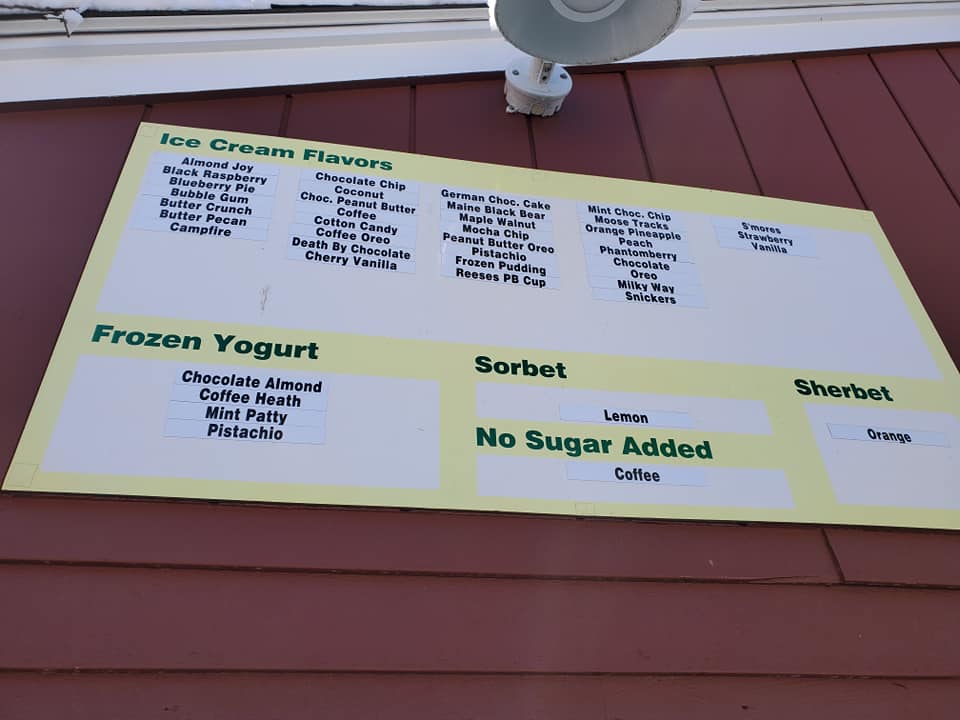 Ice Cream Flavors
Almond Joy
Black Raspberry
Blueberry Pie
Bubble Gum
Butter Crunch
Butter Pecan
Campfire
Chocolate Chip
Coconut
Choc. Peanut Butter
Coffee
Cotton Candy
Coffee Oreo
Death By Chocolate
Cherry Vanilla
German Choc. Cake
Maine Black Bear
Maple Walnut
Mocha Chip
Peanut Butter Oreo
Pistachio
Frozen Pudding
Reeses PB Cup
Mint Choc. Chip
Moose Tracks
Orange Pineapple
Peach
Phantomberry
Chocolate
Oreo
Milky Way
Snickers
S'mores
Strawberry
Vanilla
Frozen Yogurt
Chocolate Almond
Coffee Heath
Mint Patty
Pistachio
Sorbet
Lemon
No Sugar Added
Coffee
Sherbet
Orange